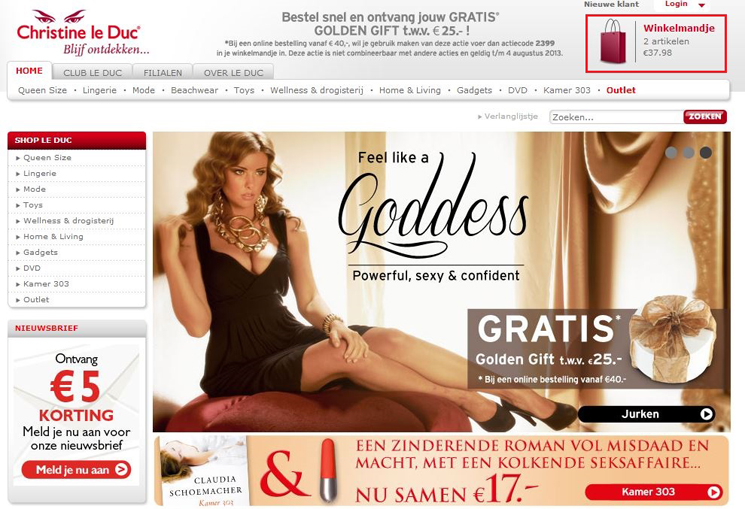 Christine le Duc®
Blijf ontdekken...
Bestel snel en ontvang jouw GRATIS*
GOLDEN GIFT t.w.v. €25.- !
*Bij een online bestelling vanaf € 40,-, wil je gebruik maken van deze actie voer dan actiecode 2399
in je winkelmandje in. Deze actie is niet combineerbaar met andere acties en geldig t/m 4 augustus 2013.
Nieuwe klant
Login
Winkelmandje
2 artikelen
€37,98
HOME
CLUB LE DUC
FILIALEN
OVER LE DUC
Queen Size • Lingerie • Mode • Beachwear • Toys • Wellness & drogisterij • Home & Living • Gadgets • DVD • Kamer 303 • Outlet
Verlanglijstje
Zoeken...
ZOEKEN
SHOP LE DUC
Queen Size
Lingerie
Mode
Toys
Wellness & drogisterij
Home & Living
Gadgets
DVD
Kamer 303
Outlet
NIEUWSBRIEF
Ontvang
€5
KORTING
Meld je nu aan voor
onze nieuwsbrief
Meld je nu aan
Feel like a
Goddess
Powerful, sexy & confident
GRATIS*
Golden Gift t.w.v. €25.-
* Bij een online bestelling vanaf €40.-
Jurken
CLAUDIA
SCHOEMACHER
Kamer 303
&
EEN ZINDERENDE ROMAN VOL MISDAAD EN
MACHT, MET EEN KOLKENDE SEKSAFFAIRE...
NU SAMEN €17.-
Kamer 303